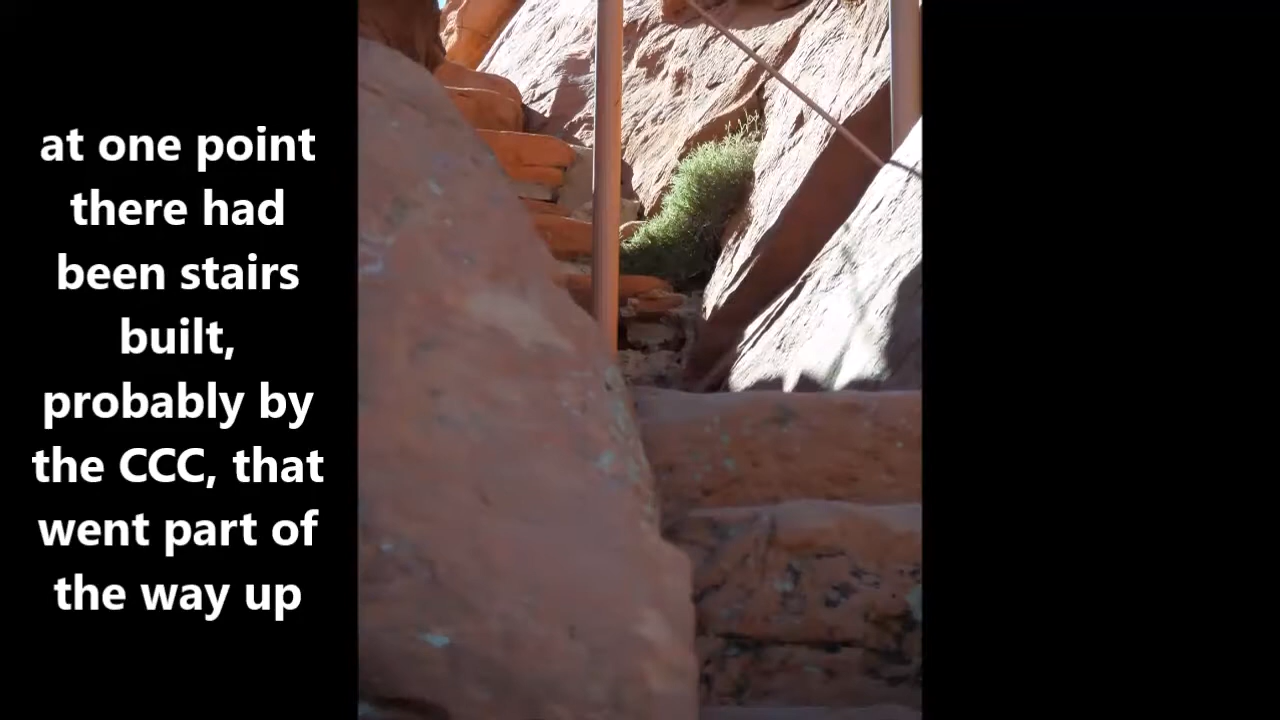 at one point
there had
been stairs
built,
probably by
the CCC, that
went part of
the way up